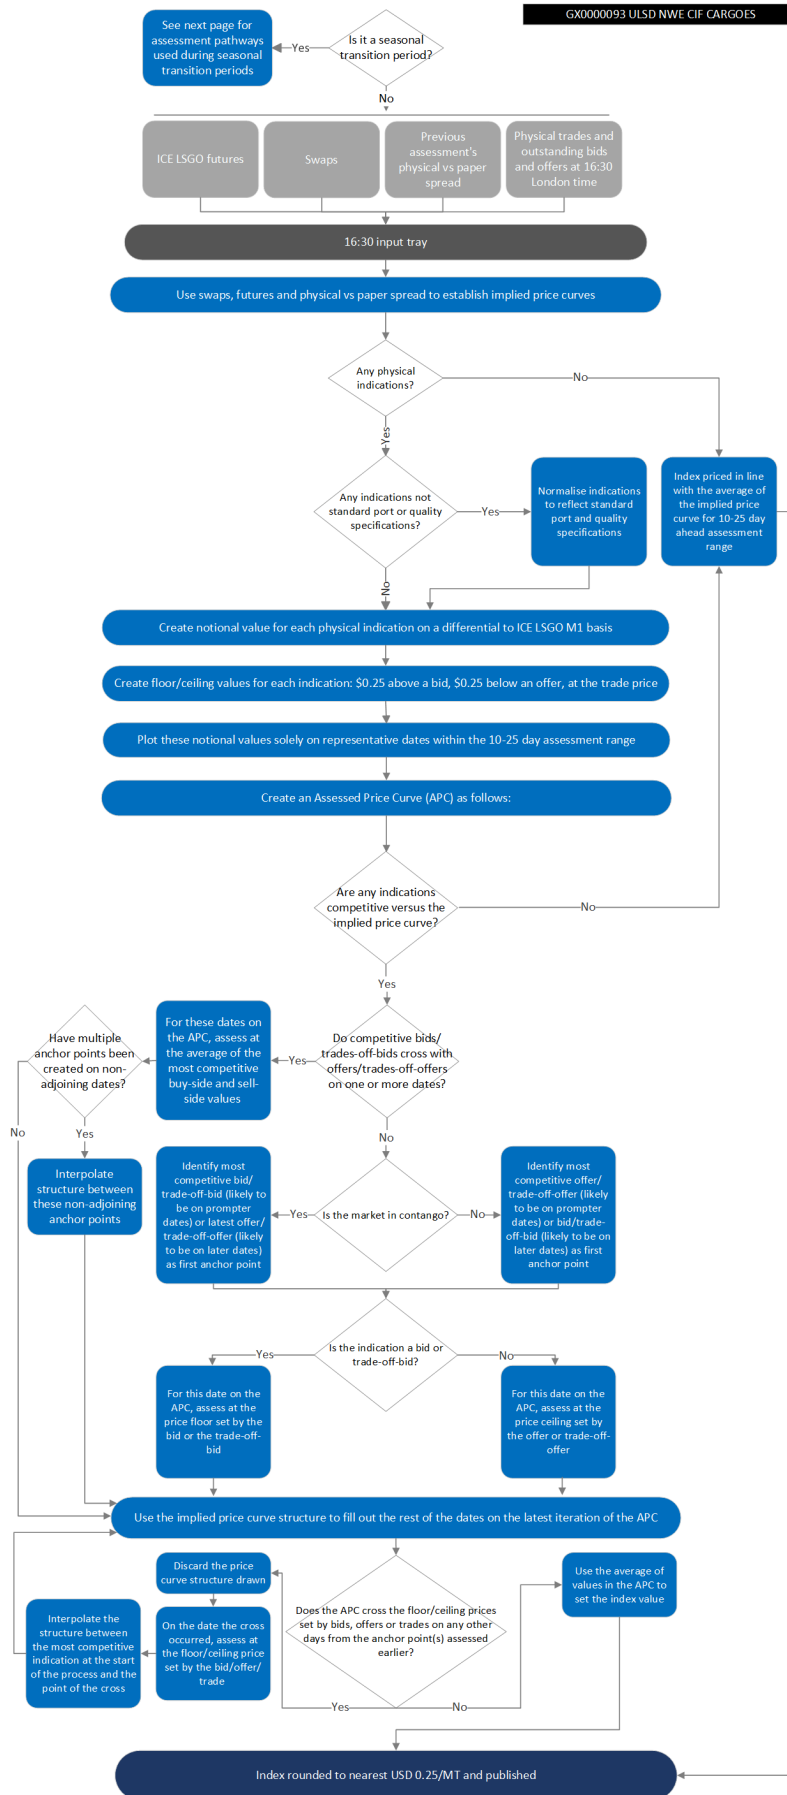 GX0000093 ULSD NWE CIF CARGOES
See next page for
assessment pathways
used during seasonal
transition periods
Yes
Is it a seasonal
transition period?
No
ICE LSGO futures
Swaps
Previous
assessment's
physical vs paper
spread
Physical trades and
outstanding bids
and offers at 16:30
London time
16:30 input tray
Use swaps, futures and physical vs paper spread to establish implied price curves
Any physical
indications?
No
Yes
Any indications not
standard port or quality
specifications?
Yes
Normalise indications
to reflect standard
port and quality
specifications
Index priced in line
with the average of
the implied price
curve for 10-25 day
ahead assessment
range
No
Create notional value for each physical indication on a differential to ICE LSGO M1 basis
Create floor/ceiling values for each indication: $0.25 above a bid, $0.25 below an offer, at the trade price
Plot these notional values solely on representative dates within the 10-25 day assessment range
Create an Assessed Price Curve (APC) as follows:
Are any indications
competitive versus the
implied price curve?
No
Yes
Have multiple
anchor points been
created on non-
adjoining dates?
For these dates on
the APC, assess at
the average of the
most competitive
buy-side and sell-
side values
Yes
Do competitive bids/
trades-off-bids cross with
offers/trades-off-offers
on one or more dates?
No
Yes
No
Interpolate
structure between
these non-adjoining
anchor points
Identify most
competitive bid/
trade-off-bid (likely to
be on prompter
dates) or latest offer/
trade-off-offer (likely
to be on later dates)
as first anchor point
Yes
Is the market in contango?
No
Identify most
competitive offer/
trade-off-offer (likely
to be on prompter
dates) or bid/trade-
off-bid (likely to be on
later dates) as first
anchor point
Yes
Is the indication a bid or
trade-off-bid?
No
For this date on the
APC, assess at the
price floor set by the
bid or the trade-off-
bid
For this date on the
APC, assess at the
price ceiling set by
the offer or trade-off-
offer
Use the implied price curve structure to fill out the rest of the dates on the latest iteration of the APC
Discard the price
curve structure drawn
Does the APC cross the floor/ceiling prices
set by bids, offers or trades on any other
days from the anchor point(s) assessed
earlier?
Use the average of
values in the APC to
set the index value
Interpolate the
structure between
the most competitive
indication at the start
of the process and the
point of the cross
On the date the cross
occurred, assess at
the floor/ceiling price
set by the bid/offer/
trade
Yes
No
Index rounded to nearest USD 0.25/MT and published